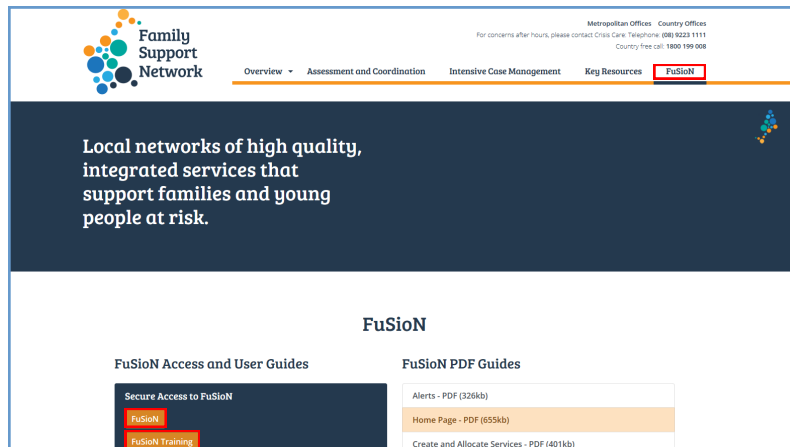 Family
Support
Network
Metropolitan Offices Country Offices
For concerns after hours, please contact Crisis Care: Telephone: (08) 9223 1111
Country free call: 1800 199 008
Overview Assessment and Coordination Intensive Case Management Key Resources FuSioN
Local networks of high quality,
integrated services that
support families and young
people at risk.
FuSioN
FuSioN Access and User Guides
FuSioN PDF Guides
Secure Access to FuSioN
FuSioN
FuSioN Training
Alerts - PDF (326kb)
Home Page - PDF (655kb)
Create and Allocate Services - PDF (401kb)